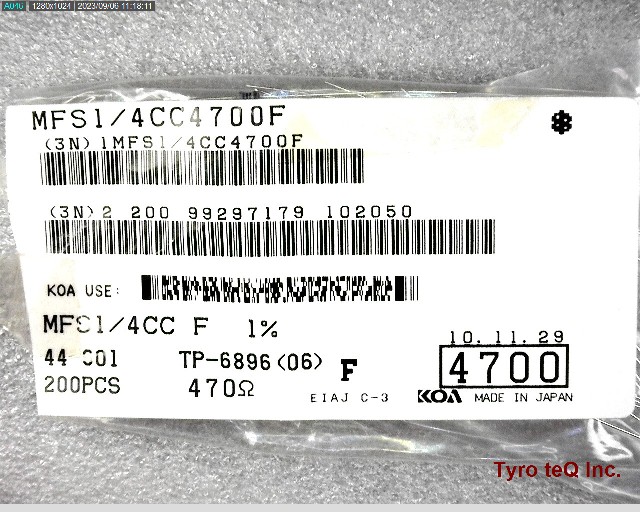 A046 1280x1024 2023/09/06 11:18:11
MFS1/4CC4700F
(3N)1MFS1/4CC4700F
(3N)2 200 99297179 102050
KOA USE:
MFS1/4CC F 1%
10.11.29
44 001 TP-6896(06) F 4700
200PCS 470Ω EIAJ C-3 KOA MADE IN JAPAN
Tyro teQ Inc.